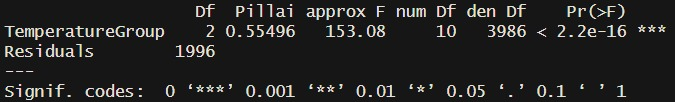 Df Pillai approx F num Df den Df Pr(>F)
TemperatureGroup 2 0.55496 153.08 10 3986 < 2.2e-16 ***
Residuals 1996
---
Signif. codes: 0 ‘***’ 0.001 ‘**’ 0.01 ‘*’ 0.05 ‘.’ 0.1 ‘ ’ 1